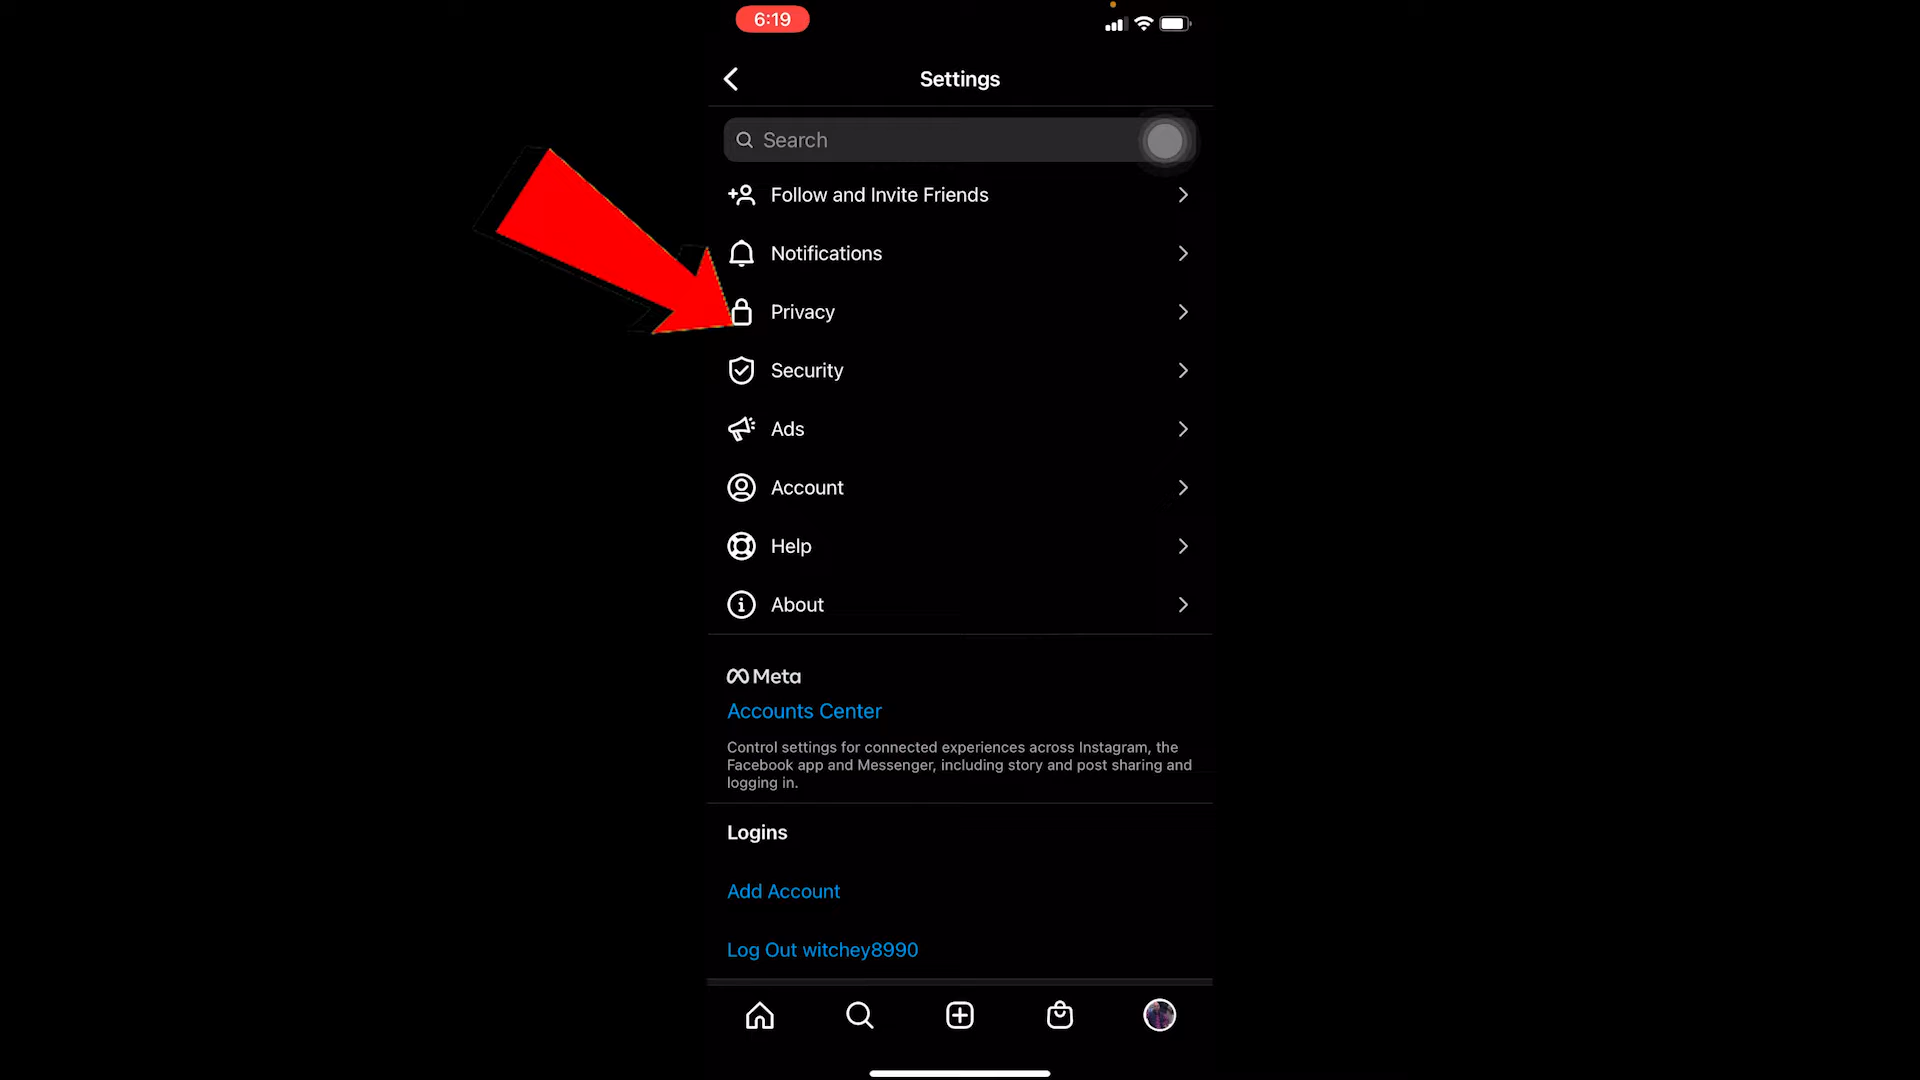 6:19
Settings
Search
Follow and Invite Friends
Notifications
Privacy
Security
Ads
Account
Help
About
Meta
Accounts Center
Control settings for connected experiences across Instagram, the
Facebook app and Messenger, including story and post sharing and
logging in.
Logins
Add Account
Log Out witchey8990